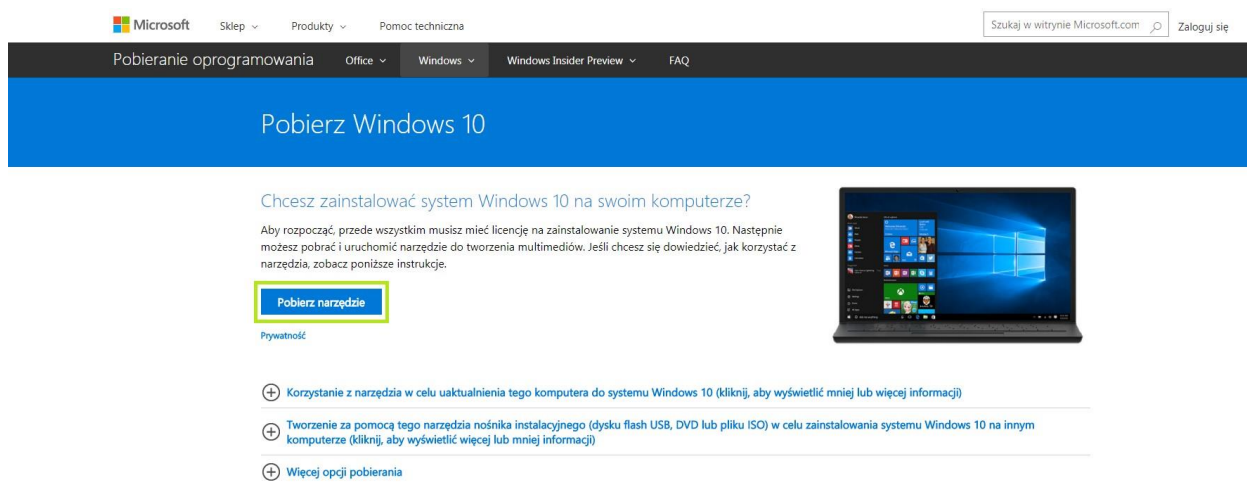 Microsoft Sklep Produkty Pomoc techniczna Szukaj w witrynie Microsoft.com Zaloguj się
Pobieranie oprogramowania Office Windows Windows Insider Preview FAQ
Pobierz Windows 10
Chcesz zainstalować system Windows 10 na swoim komputerze?
Aby rozpocząć, przede wszystkim musisz mieć licencję na zainstalowanie systemu Windows 10. Następnie
możesz pobrać i uruchomić narzędzie do tworzenia multimediów. Jeśli chcesz się dowiedzieć, jak korzystać z
narzędzia, zobacz poniższe instrukcje.
Pobierz narzędzie
Prywatność
Korzystanie z narzędzia w celu uaktualnienia tego komputera do systemu Windows 10 (kliknij, aby wyświetlić mniej lub więcej informacji)
Tworzenie za pomocą tego narzędzia nośnika instalacyjnego (dysku flash USB, DVD lub pliku ISO) w celu zainstalowania systemu Windows 10 na innym
komputerze (kliknij, aby wyświetlić więcej lub mniej informacji)
Więcej opcji pobierania